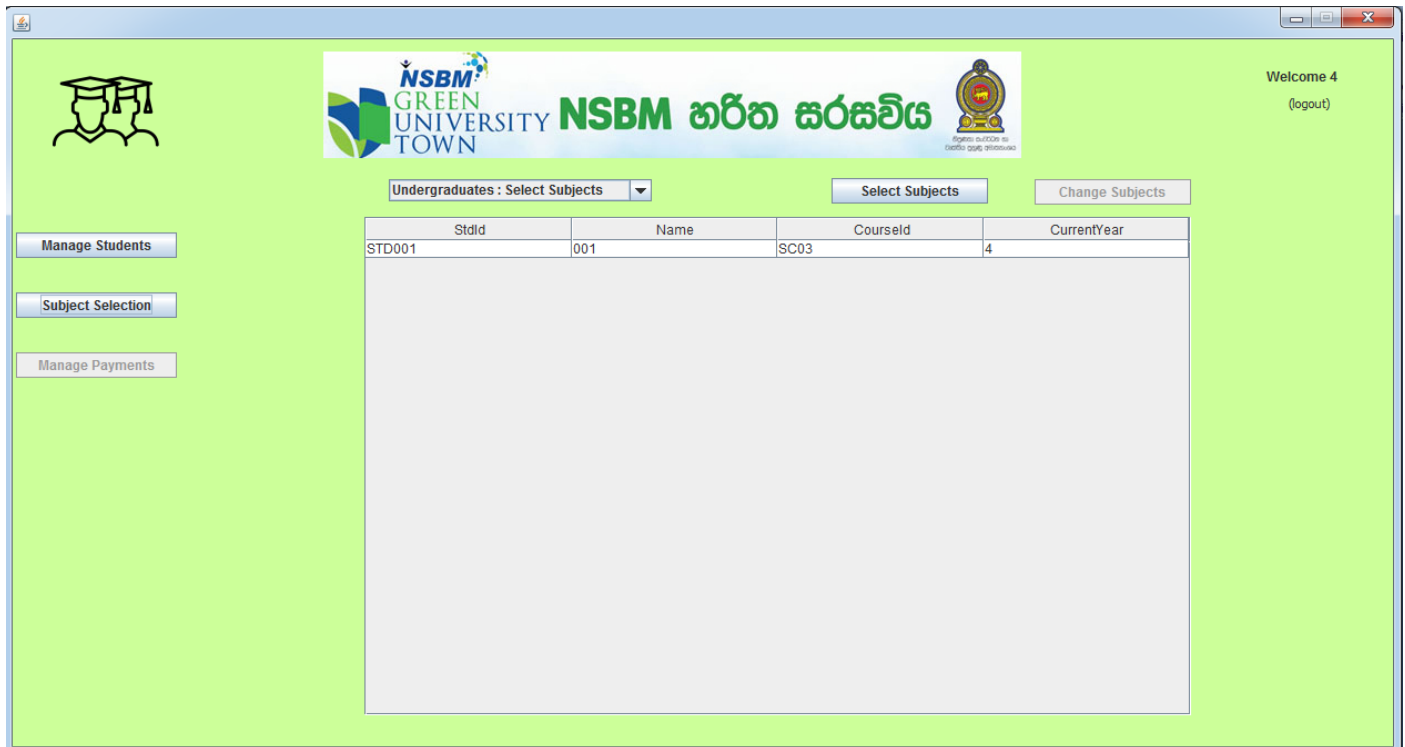 NSBM
GREEN
UNIVERSITY
TOWN
NSBM හරිත සරසවිය
Welcome 4
(logout)
Undergraduates : Select Subjects
Select Subjects
Change Subjects
Manage Students
Subject Selection
Manage Payments
StdId Name CourseId CurrentYear
STD001 001 SC03 4